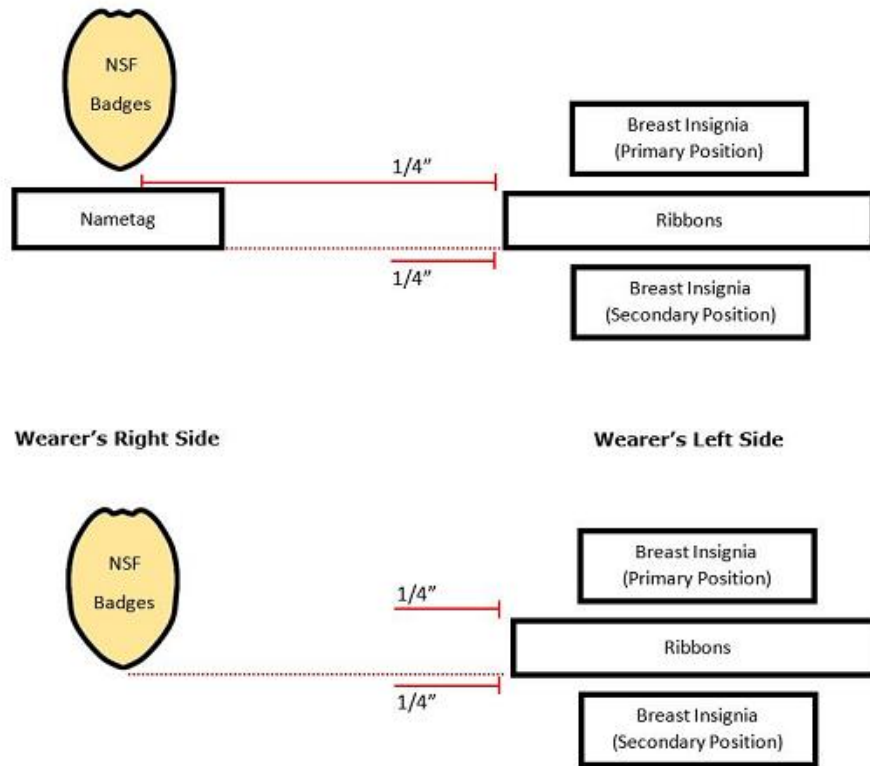 NSF
Badges
Breast Insignia
(Primary Position)
1/4”
Nametag
Ribbons
1/4”
Breast Insignia
(Secondary Position)
Wearer’s Right Side
Wearer’s Left Side
NSF
Badges
Breast Insignia
(Primary Position)
1/4”
Ribbons
1/4”
Breast Insignia
(Secondary Position)